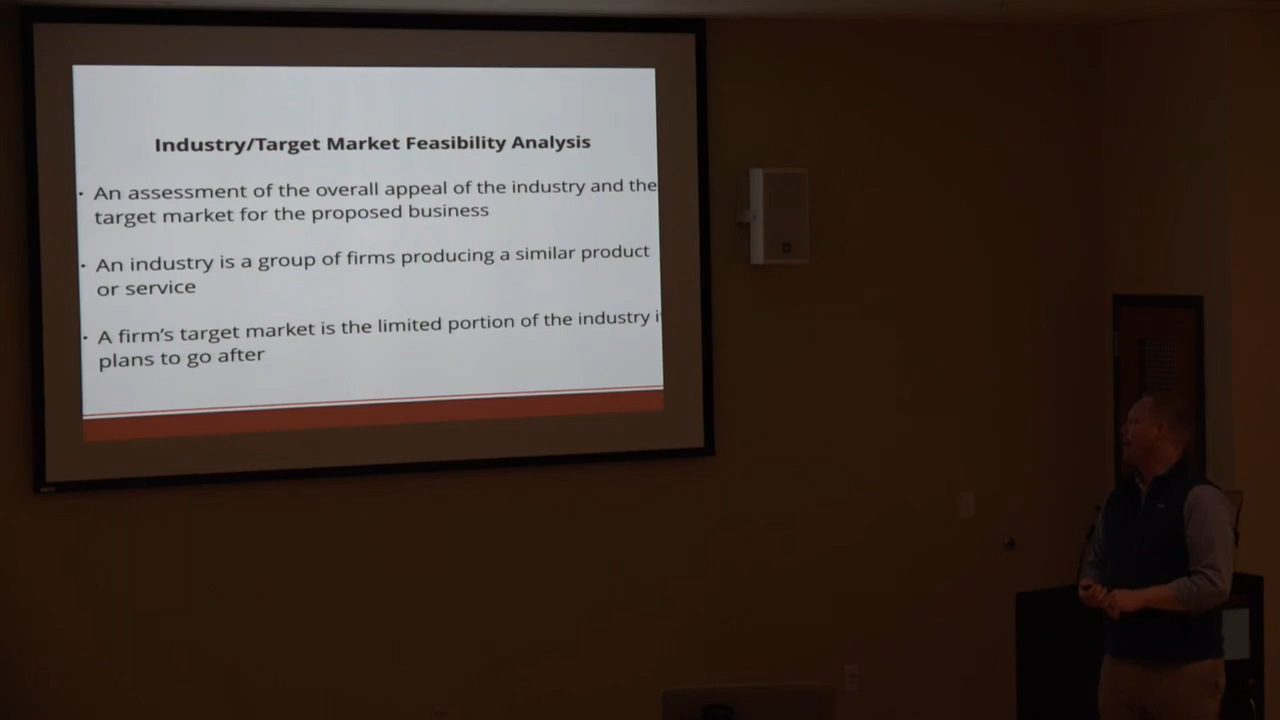 Industry/Target Market Feasibility Analysis
· An assessment of the overall appeal of the industry and the
target market for the proposed business
· An industry is a group of firms producing a similar product
or service
· A firm's target market is the limited portion of the industry i
plans to go after